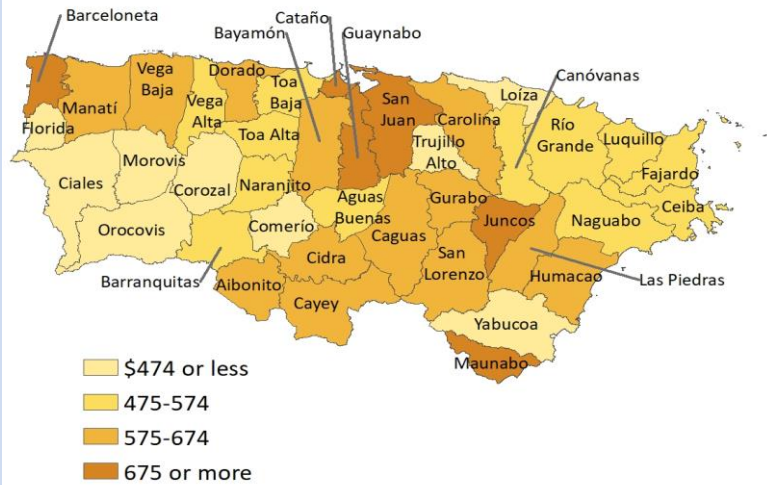 Barceloneta
Cataño
Bayamón
Guaynabo
Canóvanas
Vega
Baja
Dorado
Toa
Baja
Manatí
Vega
Alta
San
Juan
Loíza
Carolina
Río
Grande
Luquillo
Florida
Toa Alta
Trujillo
Alto
Morovis
Fajardo
Ciales
Corozal
Naranjito
Aguas
Buenas
Gurabo
Juncos
Naguabo
Ceiba
Orocovis
Comerío
Caguas
San
Lorenzo
Cidra
Humacao
Las Piedras
Barranquitas
Aibonito
Cayey
Yabucoa
Maunabo
$474 or less
475-574
575-674
675 or more